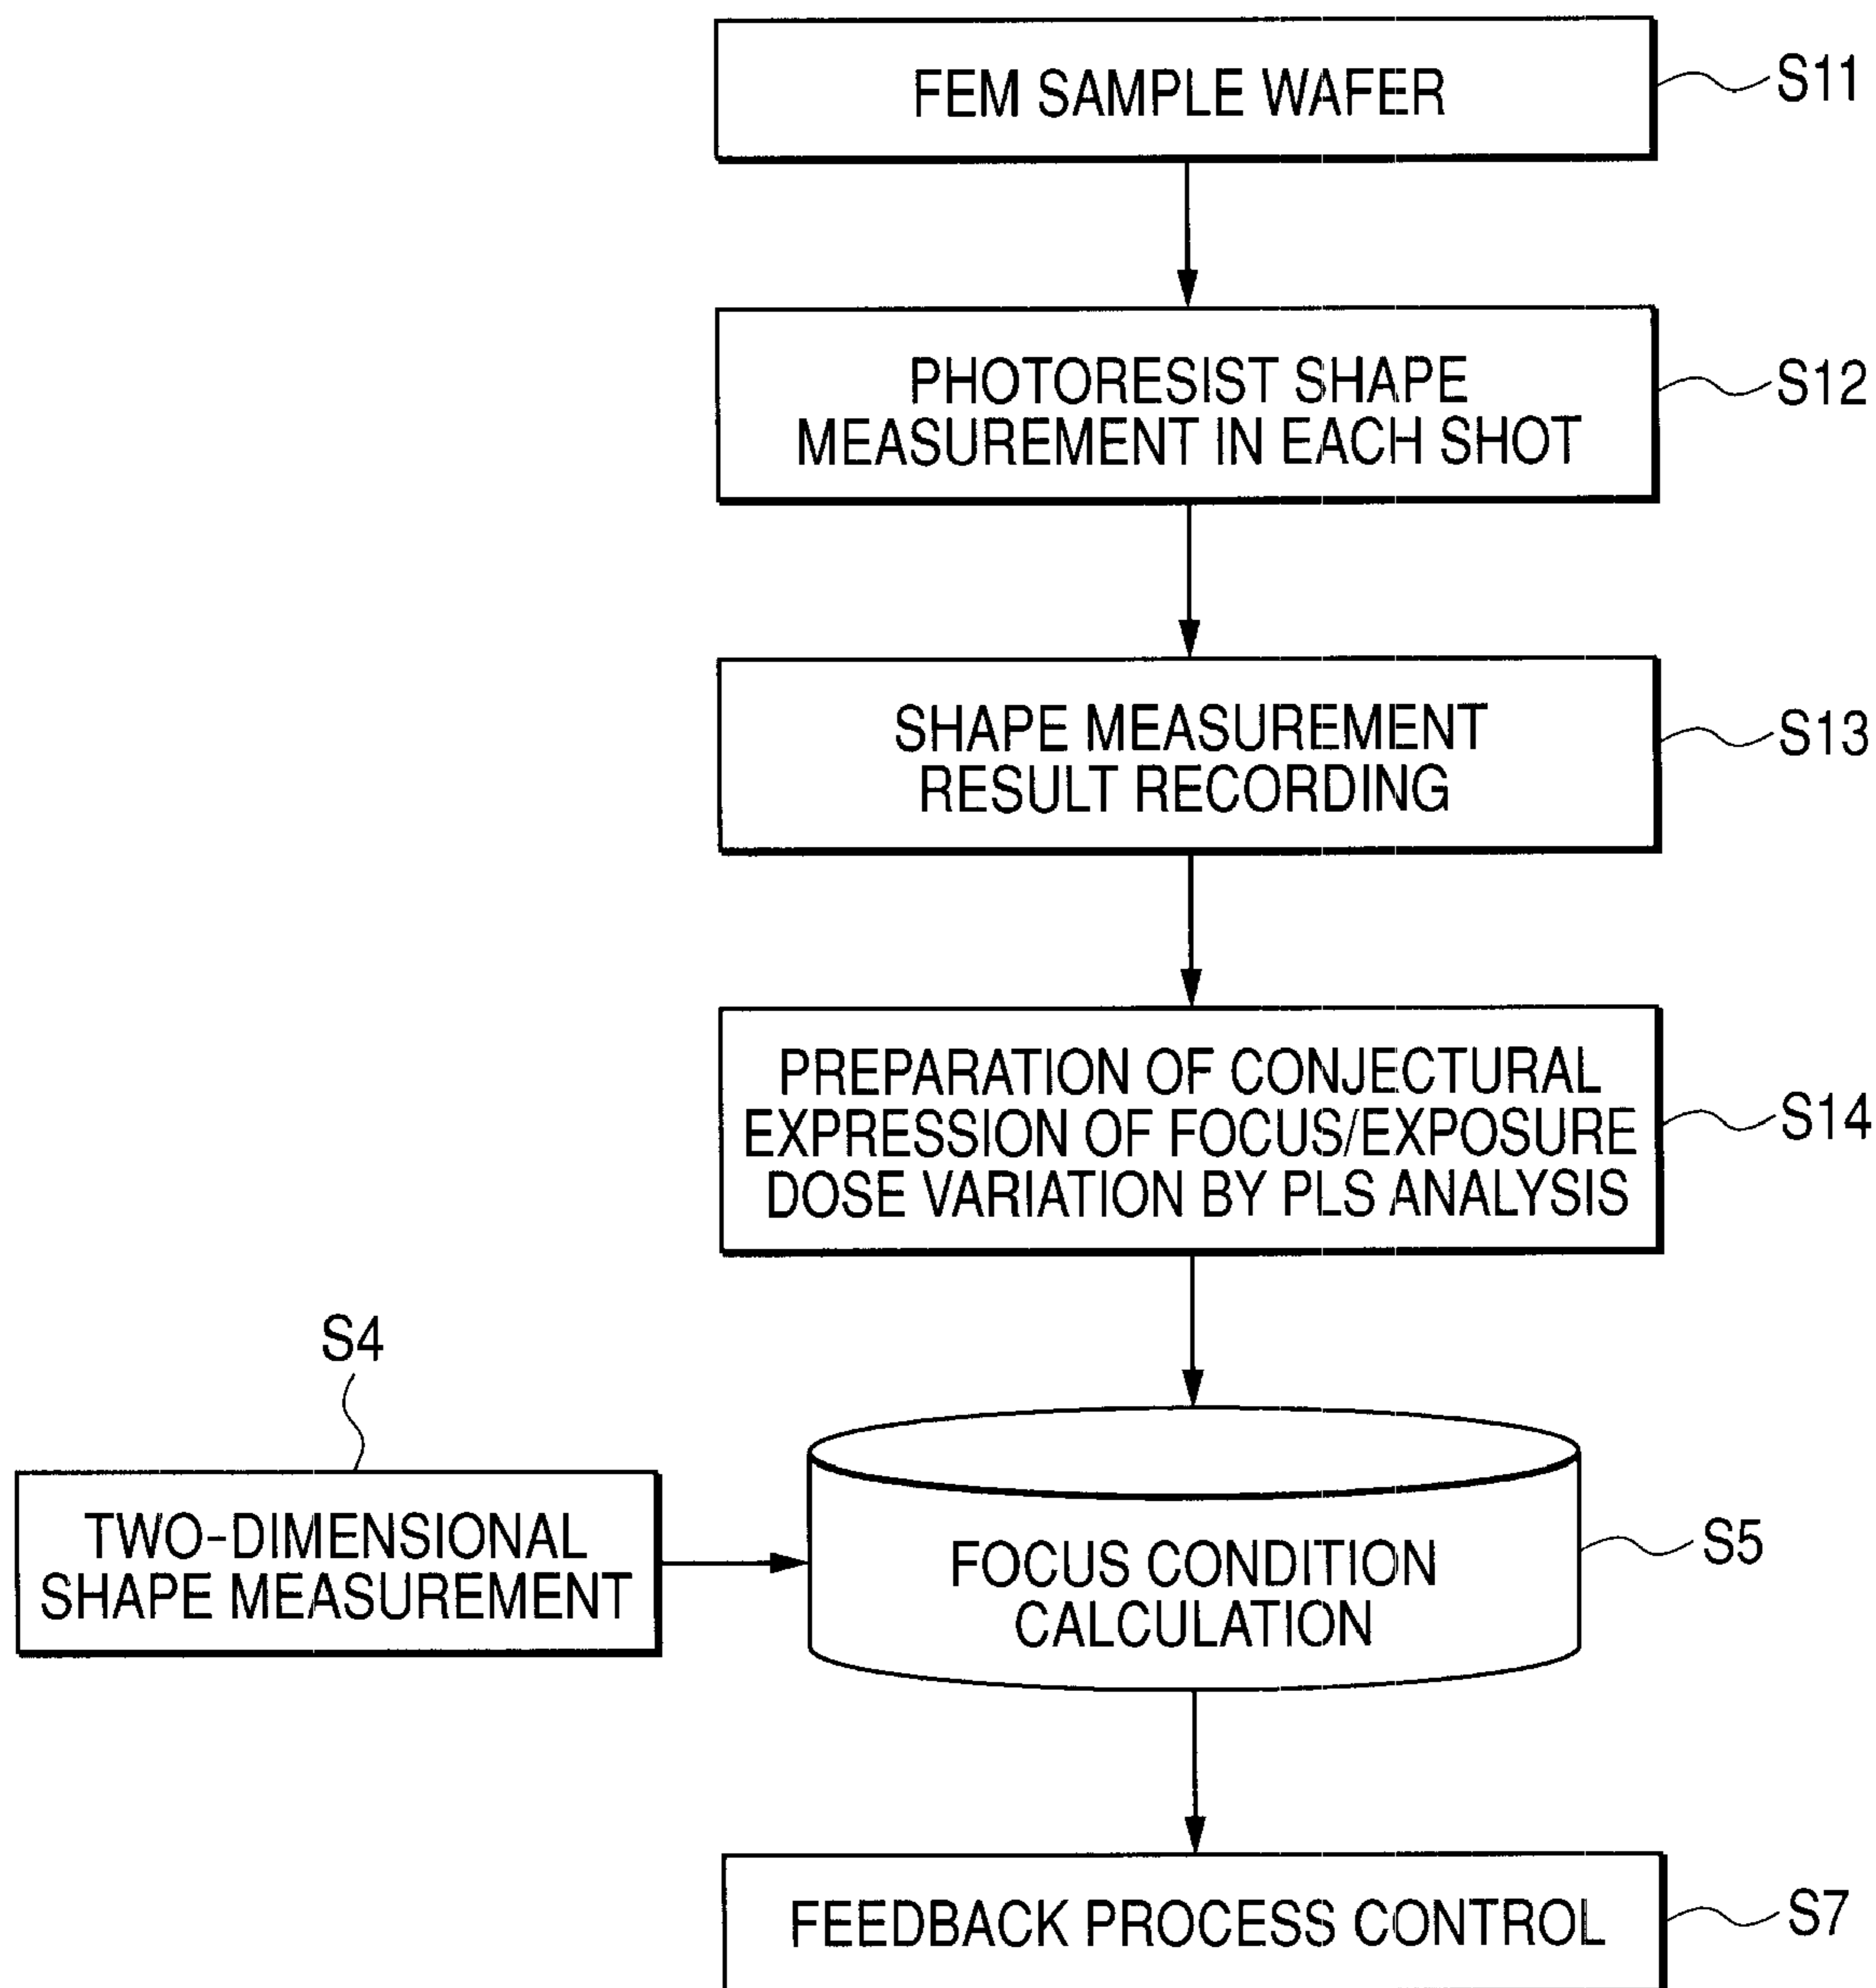 FEM SAMPLE WAFER
S11
PHOTORESIST SHAPE
MEASUREMENT IN EACH SHOT
S12
SHAPE MEASUREMENT
RESULT RECORDING
S13
PREPARATION OF CONJECTURAL
EXPRESSION OF FOCUS/EXPOSURE
DOSE VARIATION BY PLS ANALYSIS
S14
S4
TWO-DIMENSIONAL
SHAPE MEASUREMENT
FOCUS CONDITION
CALCULATION
S5
FEEDBACK PROCESS CONTROL
S7